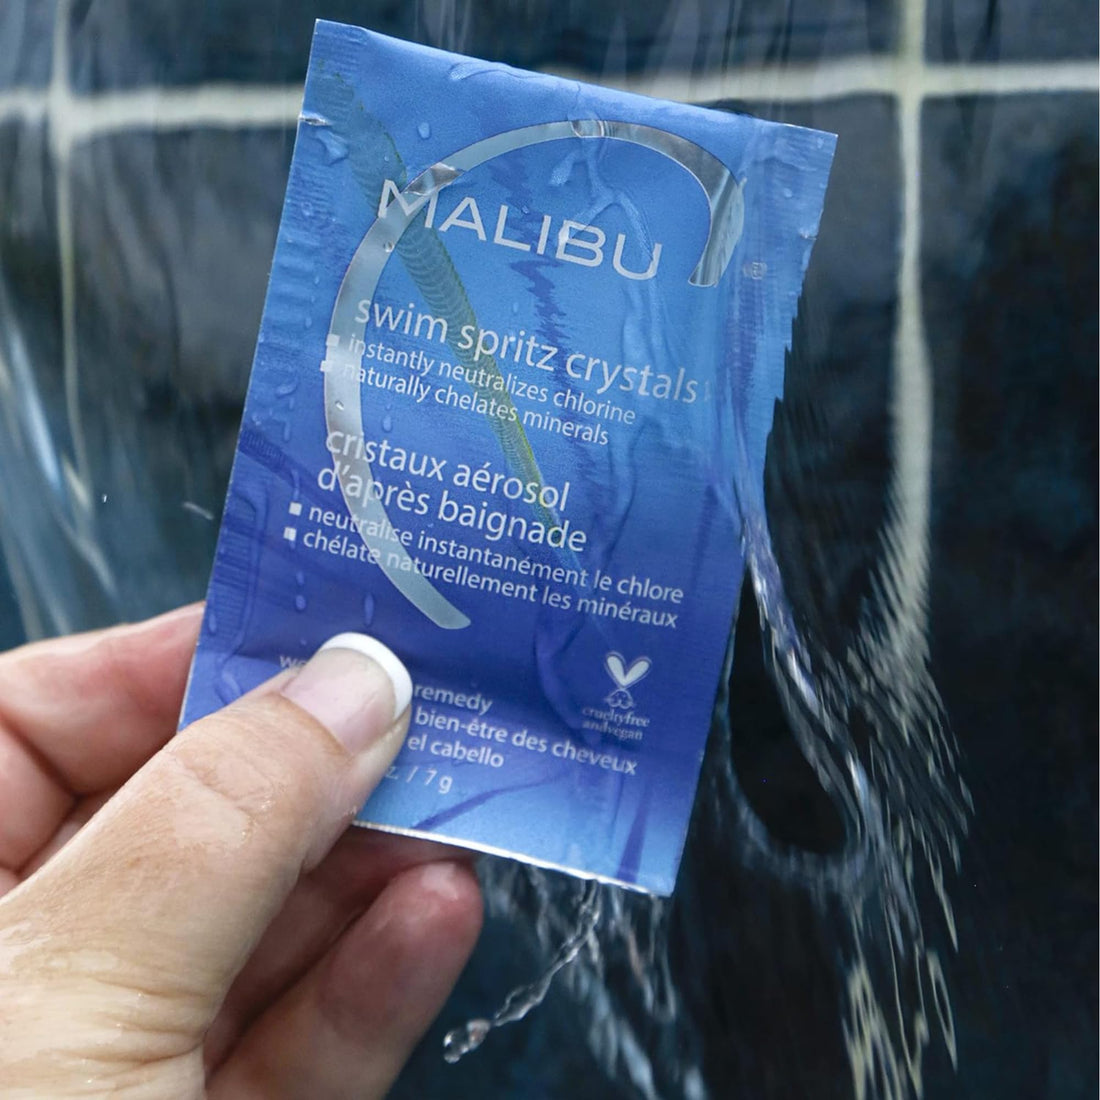 MALIBU
swim spritz crystals
▪ instantly neutralizes chlorine
▪ naturally chelates minerals
cristaux aérosol
d'après baignade
▪ neutralise instantanément le chlore
▪ chélate naturellement les minéraux
remedy
bien-être des cheveux
el cabello
/ 7 g
crueltyfree
andvegan